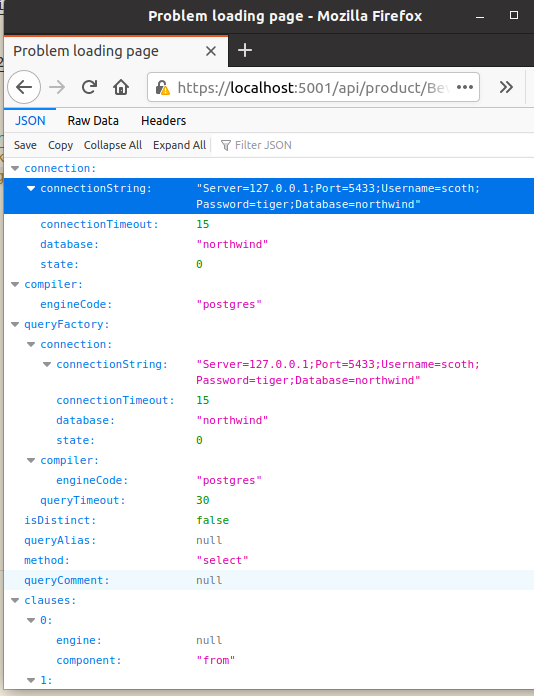 Problem loading page - Mozilla Firefox
Problem loading page
https://localhost:5001/api/product/Bev
JSON Raw Data Headers
Save Copy Collapse All Expand All Filter JSON
connection:
connectionString: "Server=127.0.0.1;Port=5433;Username=scoth;
Password=tiger;Database=northwind"
connectionTimeout: 15
database: "northwind"
state: 0
compiler:
engineCode: "postgres"
queryFactory:
connection:
connectionString: "Server=127.0.0.1;Port=5433;Username=scoth;
Password=tiger;Database=northwind"
connectionTimeout: 15
database: "northwind"
state: 0
compiler:
engineCode: "postgres"
queryTimeout: 30
isDistinct: false
queryAlias: null
method: "select"
queryComment: null
clauses:
0:
engine: null
component: "from"
1: